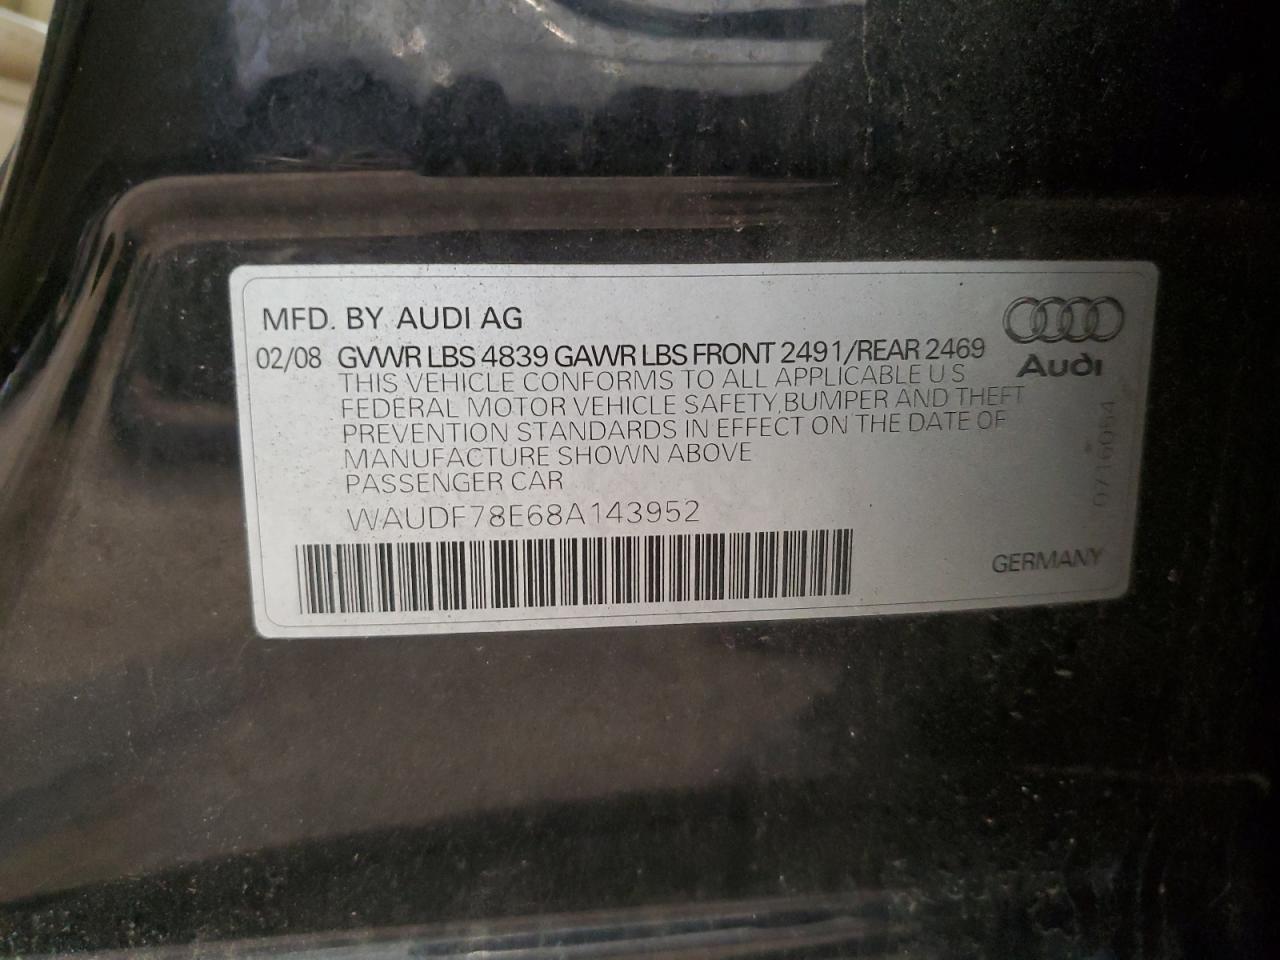 MFD. BY AUDI AG
02/08 GVWR LBS 4839 GAWR LBS FRONT 2491/REAR 2469
Audi
THIS VEHICLE CONFORMS TO ALL APPLICABLE U S
FEDERAL MOTOR VEHICLE SAFETY, BUMPER AND THEFT
PREVENTION STANDARDS IN EFFECT ON THE DATE OF
MANUFACTURE SHOWN ABOVE
PASSENGER CAR
WAUDF78E68A143952
0716054
GERMANY